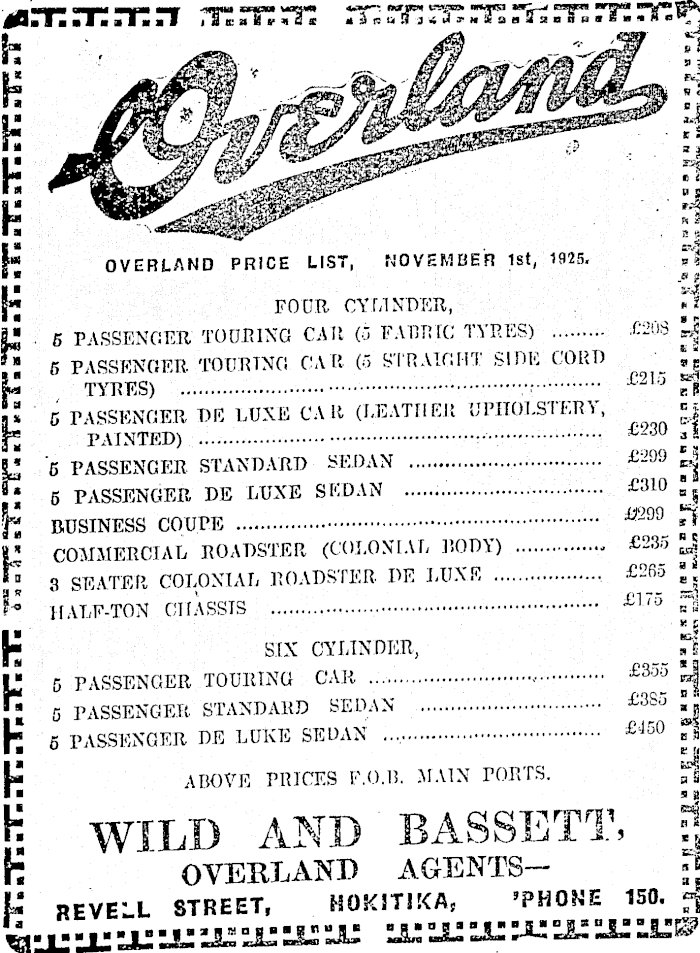 Overland
OVERLAND PRICE LIST, NOVEMBER 1st, 1925.
FOUR CYLINDER,
5 PASSENGER TOURING CAR (5 FABRIC TYRES) ......... £208
5 PASSENGER TOURING CAR (5 STRAIGHT SIDE CORD
TYRES) ............................................................ £215
5 PASSENGER DE LUXE CAR (LEATHER UPHOLSTERY,
PAINTED) ............................................................ £230
5 PASSENGER STANDARD SEDAN .............................. £299
5 PASSENGER DE LUXE SEDAN .............................. £310
BUSINESS COUPE ...................................................... £299
COMMERCIAL ROADSTER (COLONIAL BODY) .............. £235
3 SEATER COLONIAL ROADSTER DE LUXE ................. £265
HALF-TON CHASSIS ................................................ £175
SIX CYLINDER,
5 PASSENGER TOURING CAR .................................... £355
5 PASSENGER STANDARD SEDAN ............................ £385
5 PASSENGER DE LUKE SEDAN .................................. £450
ABOVE PRICES F.O.B. MAIN PORTS.
WILD AND BASSETT,
OVERLAND AGENTS—
REVELL STREET, HOKITIKA, 'PHONE 150.